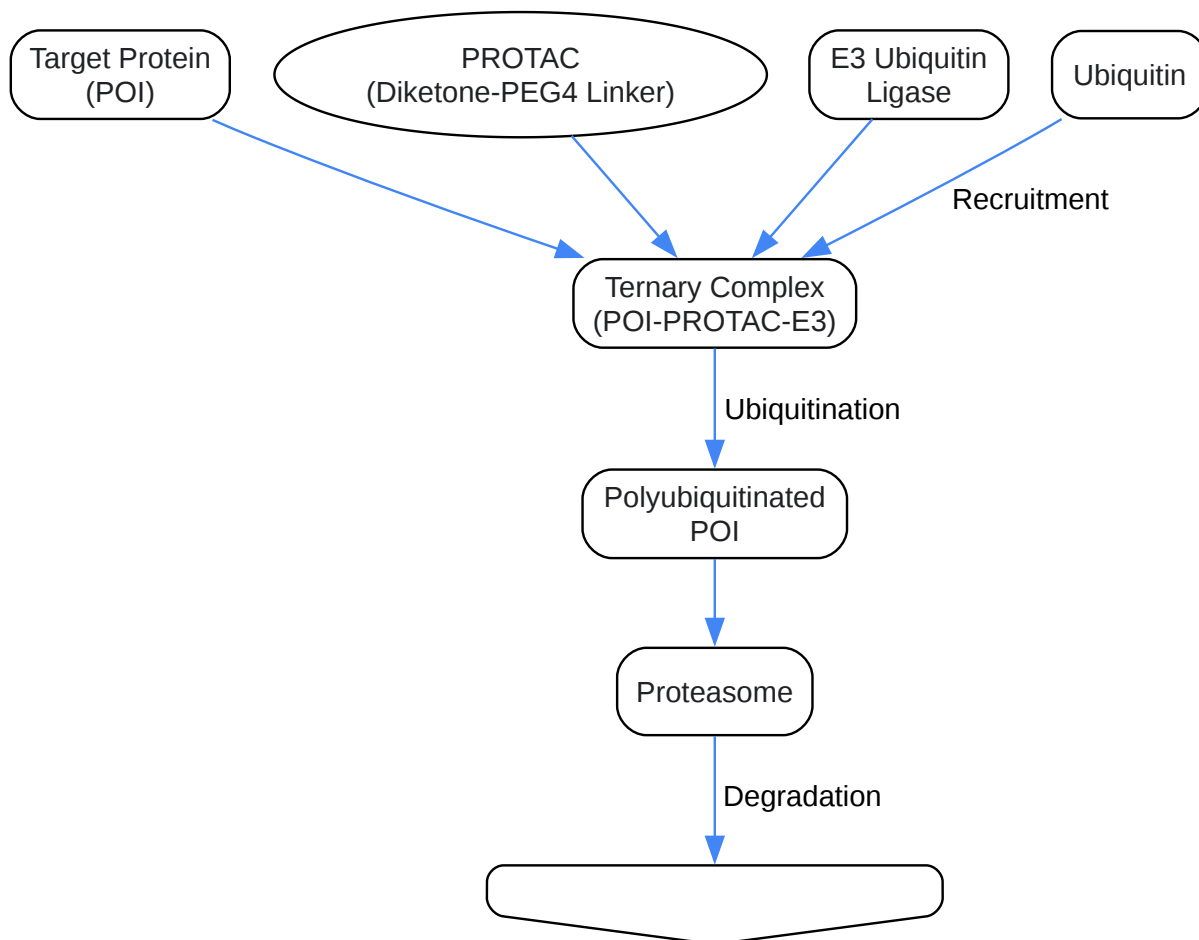 Target Protein
(POI)
PROTAC
(Diketone-PEG4 Linker)
E3 Ubiquitin
Ligase
Ubiquitin
Recruitment
Ternary Complex
(POI-PROTAC-E3)
Ubiquitination
Polyubiquitinated
POI
Proteasome
Degradation